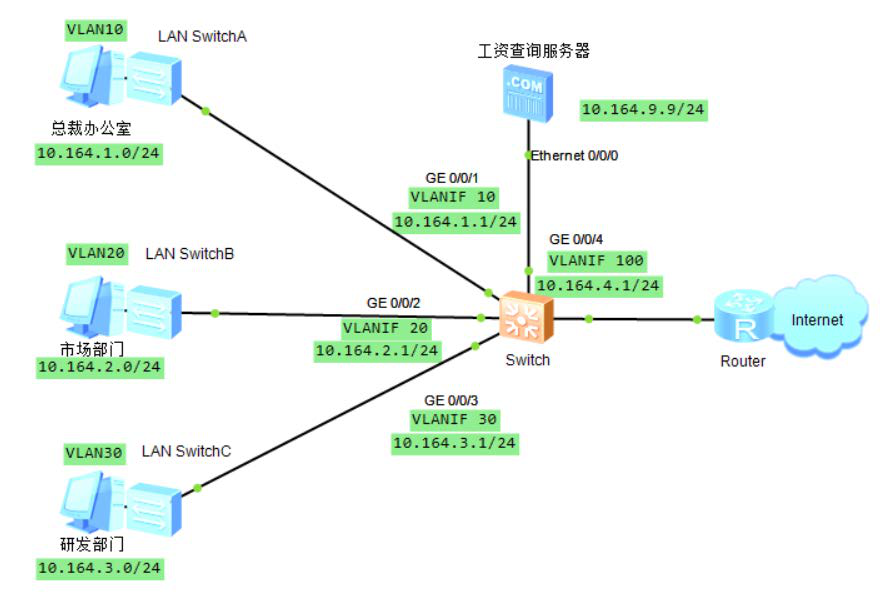 VLAN10
LAN SwitchA
总裁办公室
10.164.1.0/24
工资查询服务器
.COM
10.164.9.9/24
Ethernet 0/0/0
GE 0/0/1
VLANIF 10
10.164.1.1/24
GE 0/0/4
VLANIF 100
10.164.4.1/24
VLAN20
LAN SwitchB
市场部门
10.164.2.0/24
GE 0/0/2
VLANIF 20
10.164.2.1/24
Switch
R
Router
Internet
GE 0/0/3
VLANIF 30
10.164.3.1/24
VLAN30
LAN SwitchC
研发部门
10.164.3.0/24